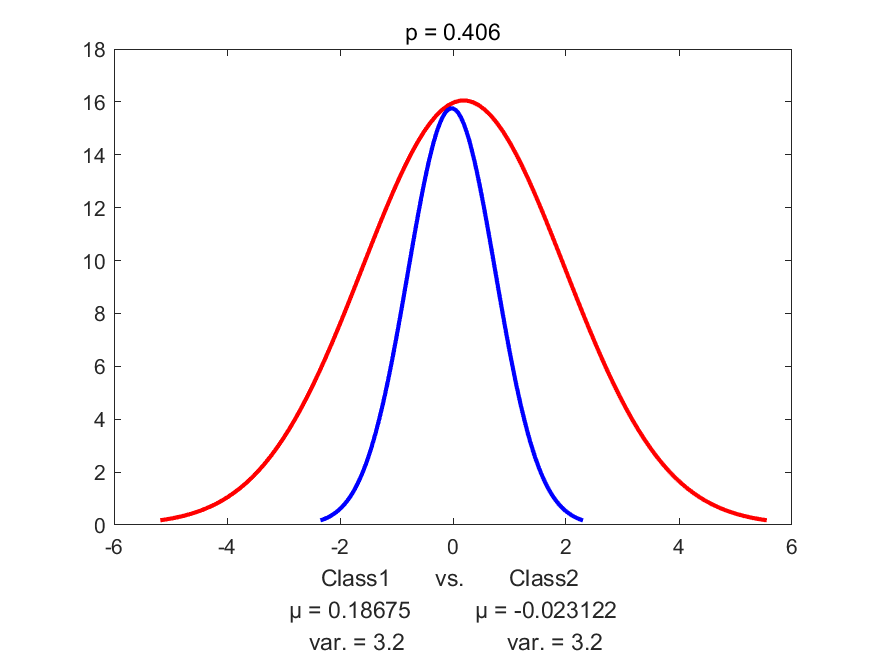 p = 0.406
18
16
14
12
10
8
6
4
2
0
-6 -4 -2 0 2 4 6
Class1 vs. Class2
μ = 0.18675 μ = -0.023122
var. = 3.2 var. = 3.2